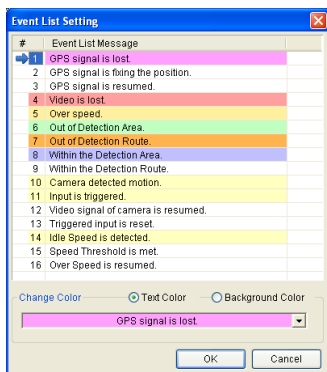 Event List Setting
# Event List Message
1 GPS signal is lost.
2 GPS signal is fixing the position.
3 GPS signal is resumed.
4 Video is lost.
5 Over speed.
6 Out of Detection Area.
7 Out of Detection Route.
8 Within the Detection Area.
9 Within the Detection Route.
10 Camera detected motion.
11 Input is triggered.
12 Video signal of camera is resumed.
13 Triggered input is reset.
14 Idle Speed is detected.
15 Speed Threshold is met.
16 Over Speed is resumed.
Change Color Text Color Background Color
GPS signal is lost.
OK Cancel